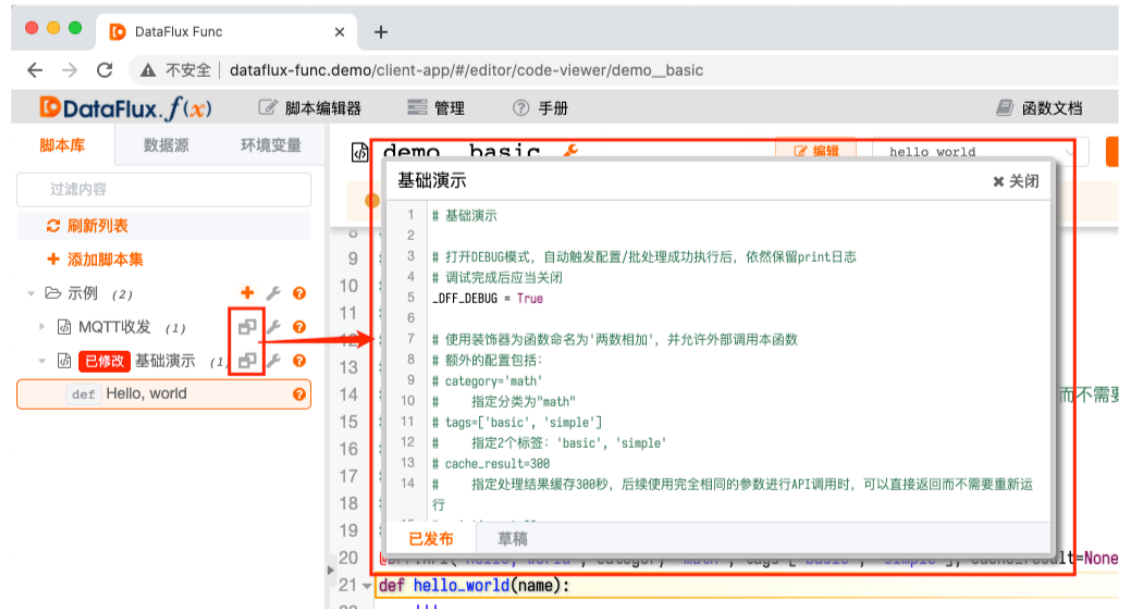 DataFlux Func
不安全 | dataflux-func.demo/client-app/#/editor/code-viewer/demo__basic
DataFlux.f(x) 脚本编辑器 管理 手册 函数文档
脚本库 数据源 环境变量
过滤内容
刷新列表
添加脚本集
示例 (2)
MQTT收发 (1)
已修改 基础演示 (1)
def Hello, world
demo__basic 编辑 hello_world
基础演示 关闭
1 # 基础演示
2
3 # 打开DEBUG模式，自动触发配置/批处理成功执行后，依然保留print日志
4 # 调试完成后应当关闭
5 _DFF_DEBUG = True
6
7 # 使用装饰器为函数命名为'两数相加'，并允许外部调用本函数
8 # 额外的配置包括：
9 # category='math'
10 # 指定分类为"math"
11 # tags=['basic', 'simple']
12 # 指定2个标签：'basic', 'simple'
13 # cache_result=300
14 # 指定处理结果缓存300秒，后续使用完全相同的参数进行API调用时，可以直接返回而不需要重新运
行
已发布 草稿
9
10
11
13
14 而不需要
15
16
17
18
19
20 =None
21 def hello_world(name):